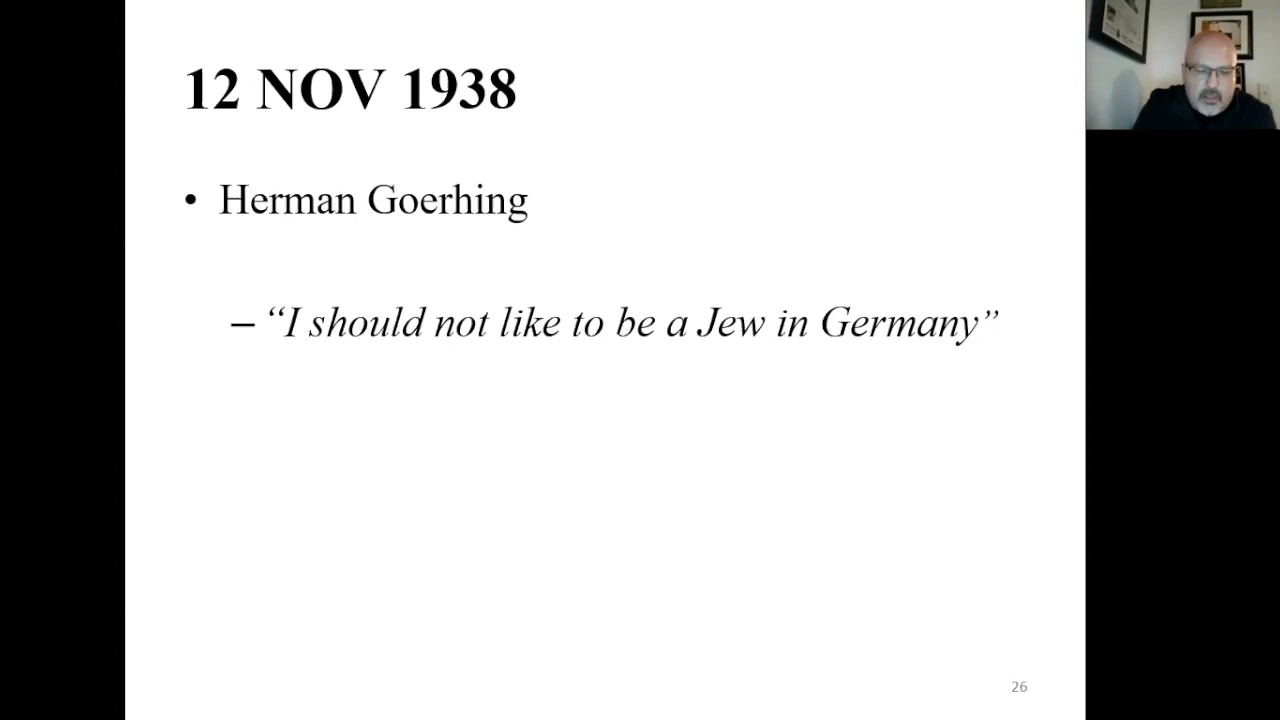 12 NOV 1938
• Herman Goerhing
– “I should not like to be a Jew in Germany”
26